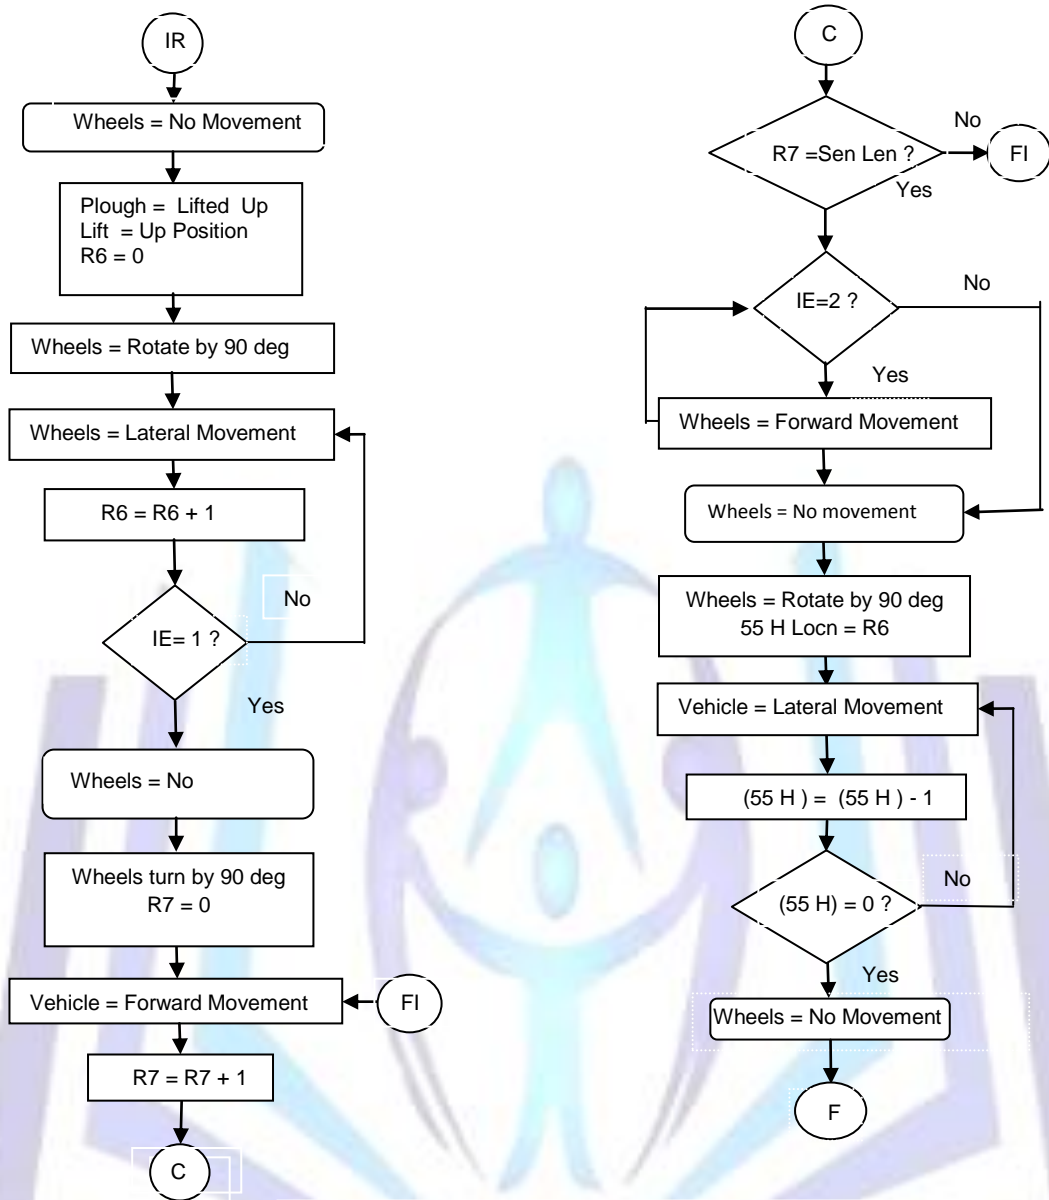 IR
Wheels = No Movement
Plough = Lifted Up
Lift = Up Position
R6 = 0
Wheels = Rotate by 90 deg
Wheels = Lateral Movement
R6 = R6 + 1
No
IE= 1 ?
Yes
Wheels = No
Wheels turn by 90 deg
R7 = 0
Vehicle = Forward Movement
FI
R7 = R7 + 1
C
C
No
R7 =Sen Len ?
FI
Yes
IE=2 ?
No
Yes
Wheels = Forward Movement
Wheels = No movement
Wheels = Rotate by 90 deg
55 H Locn = R6
Vehicle = Lateral Movement
(55 H ) = (55 H ) - 1
No
(55 H) = 0 ?
Yes
Wheels = No Movement
F